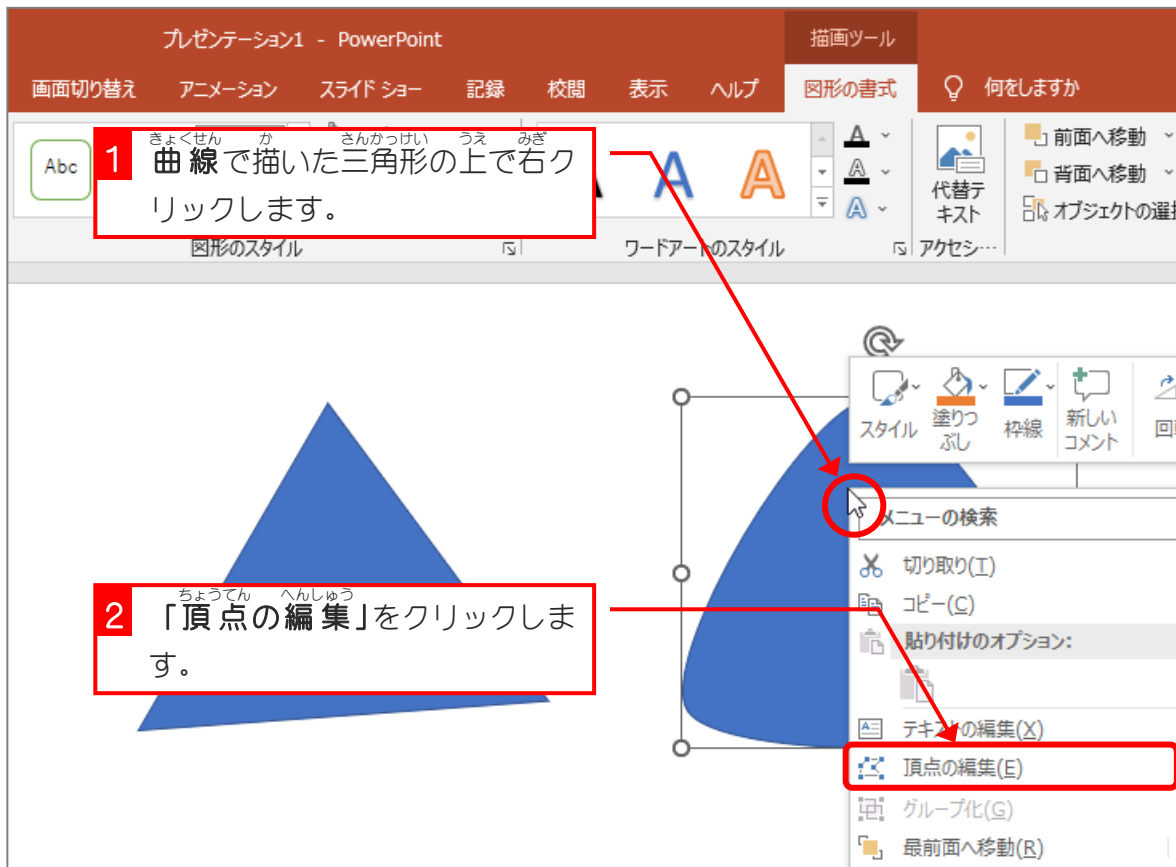 プレゼンテーション1 - PowerPoint
描画ツール
画面切り替え アニメーション スライド ショー 記録 校閲 表示 ヘルプ 図形の書式 何をしますか
Abc
A A
A
A
A
代替テ
キスト
前面へ移動
背面へ移動
オブジェクトの選択
図形のスタイル ワードアートのスタイル アクセシ…
きょくせん か さんかっけい うえ みぎ
1 曲線で描いた三角形の上で右ク
リックします。
スタイル
塗りつ
ぶし
枠線
新しい
コメント
メニューの検索
切り取り(T)
コピー(C)
貼り付けのオプション:
ちょうてん へんしゅう
2 「頂点の編集」をクリックしま
す。
テキストの編集(X)
頂点の編集(E)
グループ化(G)
最前面へ移動(R)